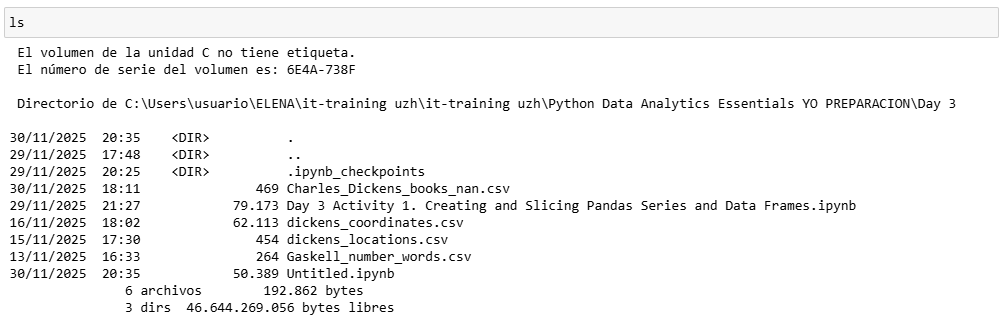 ls
El volumen de la unidad C no tiene etiqueta.
El número de serie del volumen es: 6E4A-738F
Directorio de C:\Users\usuario\ELENA\it-training uzh\it-training uzh\Python Data Analytics Essentials YO PREPARACION\Day 3
30/11/2025  20:35    <DIR>          .
29/11/2025  17:48    <DIR>          ..
29/11/2025  20:25    <DIR>          .ipynb_checkpoints
30/11/2025  18:11               469 Charles_Dickens_books_nan.csv
29/11/2025  21:27            79.173 Day 3 Activity 1. Creating and Slicing Pandas Series and Data Frames.ipynb
16/11/2025  18:02            62.113 dickens_coordinates.csv
15/11/2025  17:30               454 dickens_locations.csv
13/11/2025  16:33               264 Gaskell_number_words.csv
30/11/2025  20:35            50.389 Untitled.ipynb
6 archivos        192.862 bytes
3 dirs  46.644.269.056 bytes libres